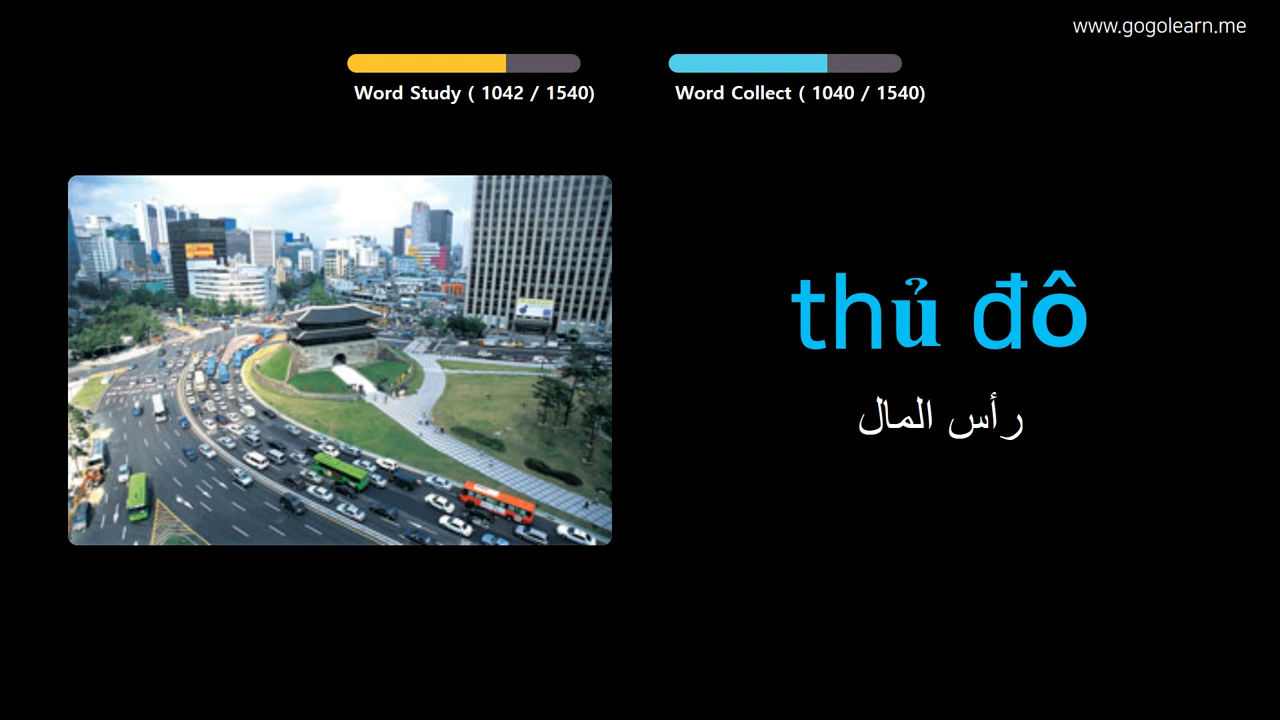 www.gogolearn.me
Word Study ( 1042 / 1540)
Word Collect ( 1040 / 1540)
thủ đô
رأس المال